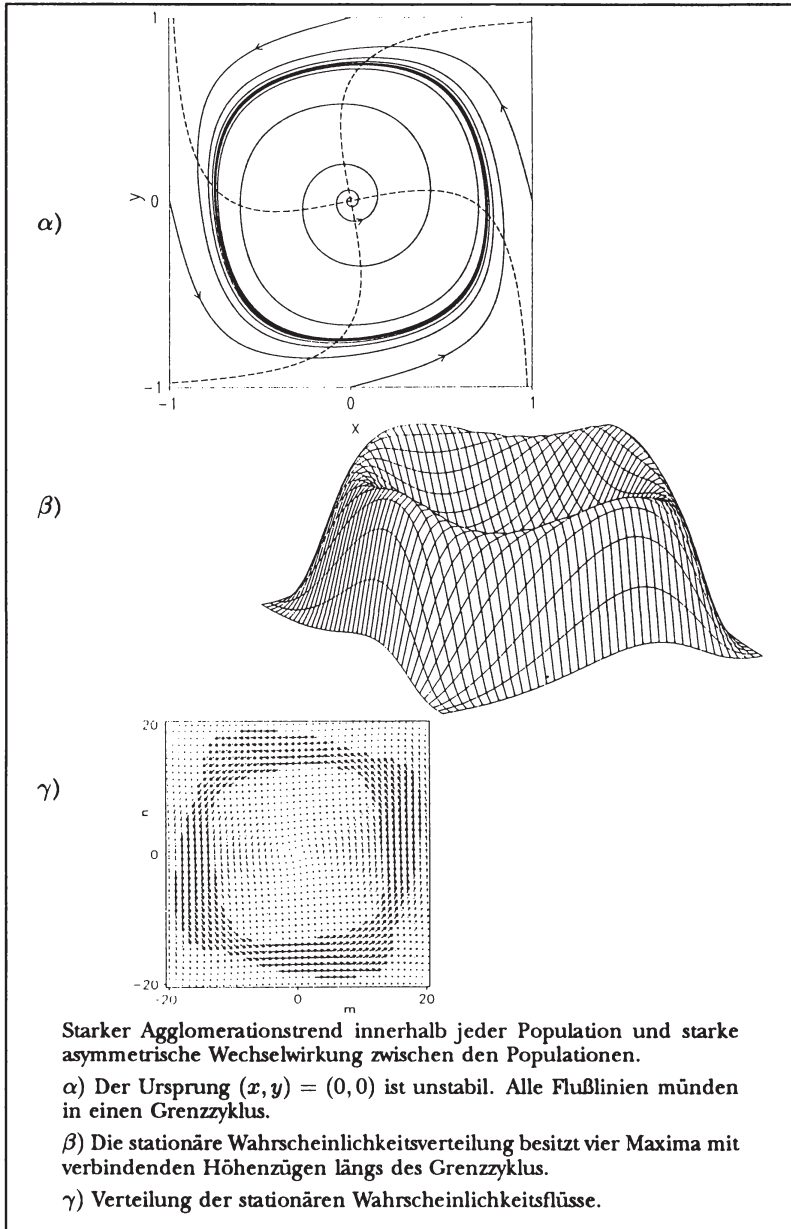 α)
1
y
0
-1
-1
0
1
x
β)
γ)
20
n
0
-20
-20
0
20
m
Starker Agglomerationstrend innerhalb jeder Population und starke
asymmetrische Wechselwirkung zwischen den Populationen.
α) Der Ursprung (x, y) = (0, 0) ist unstabil. Alle Flußlinien münden
in einen Grenzzyklus.
β) Die stationäre Wahrscheinlichkeitsverteilung besitzt vier Maxima mit
verbindenden Höhenzügen längs des Grenzzyklus.
γ) Verteilung der stationären Wahrscheinlichkeitsflüsse.